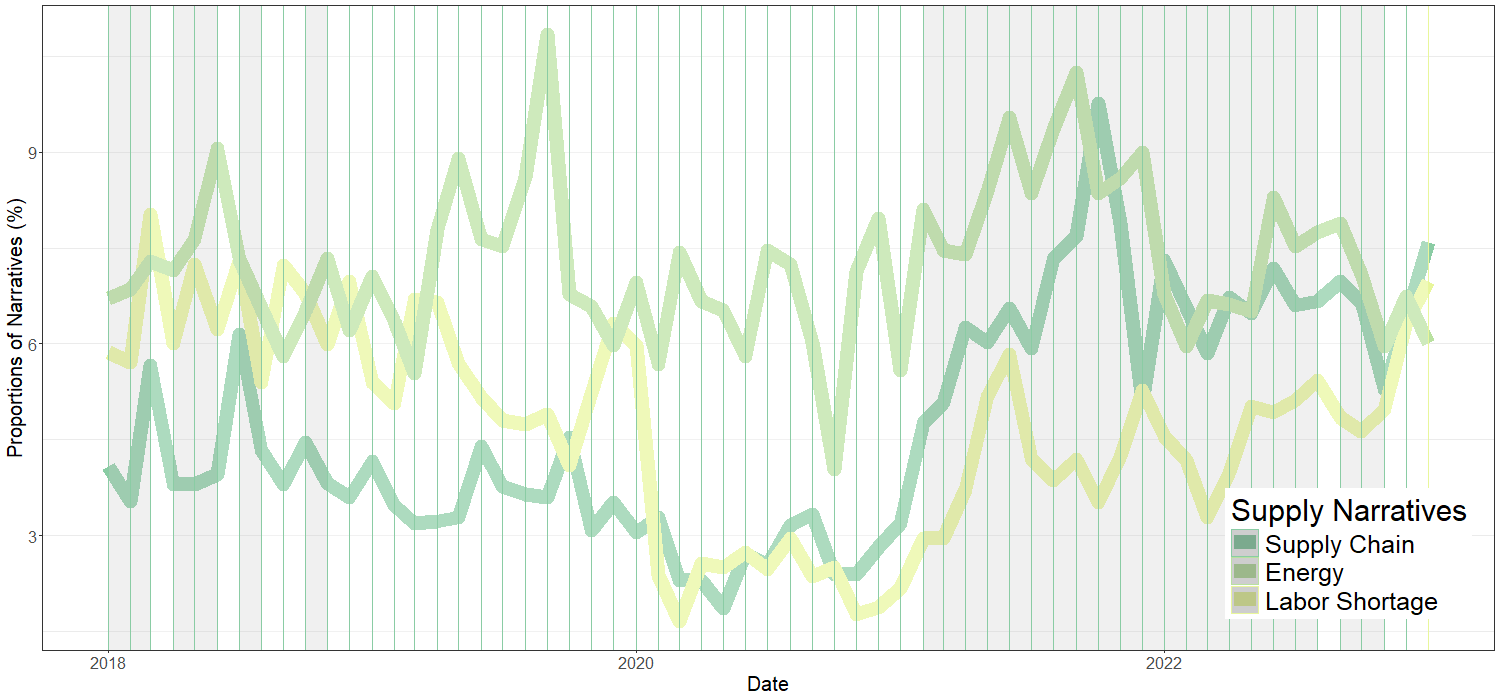 Proportions of Narratives (%)
9
6
3
2018
2020
2022
Date
Supply Narratives
Supply Chain
Energy
Labor Shortage